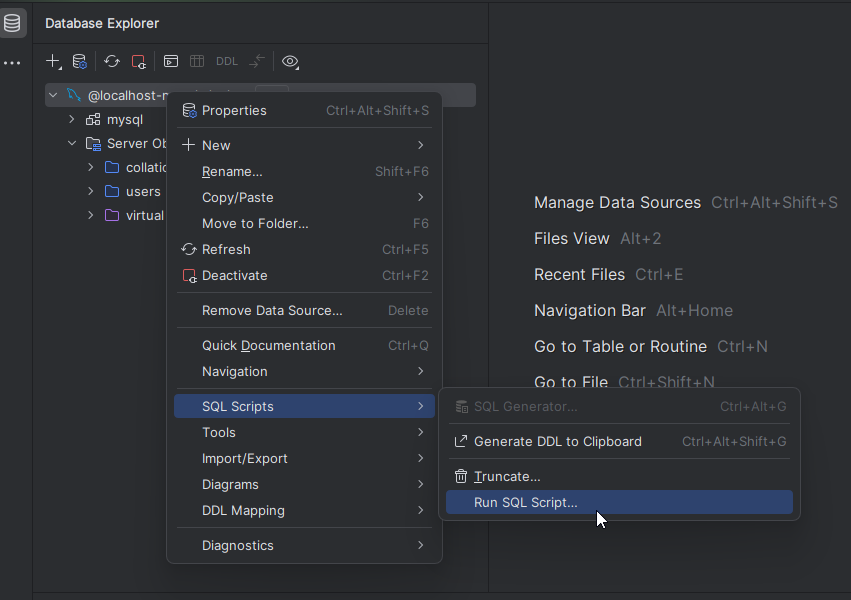 Database Explorer
DDL
@localhost-
mysql
Server Ob
collatio
users
virtual
Properties Ctrl+Alt+Shift+S
New
Rename... Shift+F6
Copy/Paste
Move to Folder... F6
Refresh Ctrl+F5
Deactivate Ctrl+F2
Remove Data Source... Delete
Quick Documentation Ctrl+Q
Navigation
SQL Scripts
Tools
Import/Export
Diagrams
DDL Mapping
Diagnostics
Manage Data Sources Ctrl+Alt+Shift+S
Files View Alt+2
Recent Files Ctrl+E
Navigation Bar Alt+Home
Go to Table or Routine Ctrl+N
Go to File Ctrl+Shift+N
SQL Generator... Ctrl+Alt+G
Generate DDL to Clipboard Ctrl+Alt+Shift+G
Truncate...
Run SQL Script...